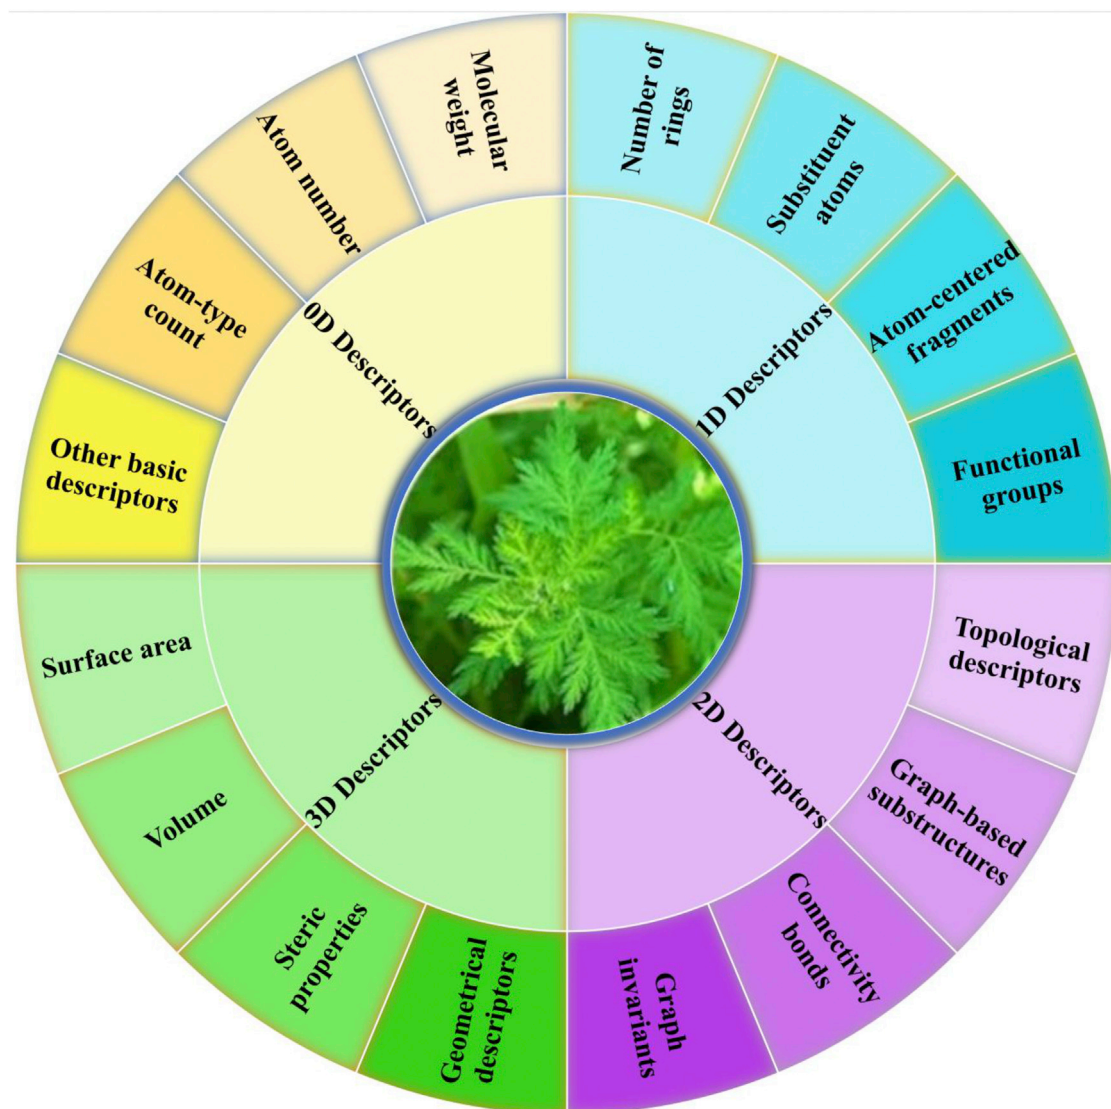 Molecular
weight
Atom number
Atom-type
count
Other basic
descriptors
0D Descriptors
Number of
rings
Substituent
atoms
Atom-centered
fragments
Functional
groups
1D Descriptors
Topological
descriptors
Graph-based
substructures
Connectivity
bonds
Graph
invariants
2D Descriptors
Surface area
Volume
Steric
properties
Geometrical
descriptors
3D Descriptors